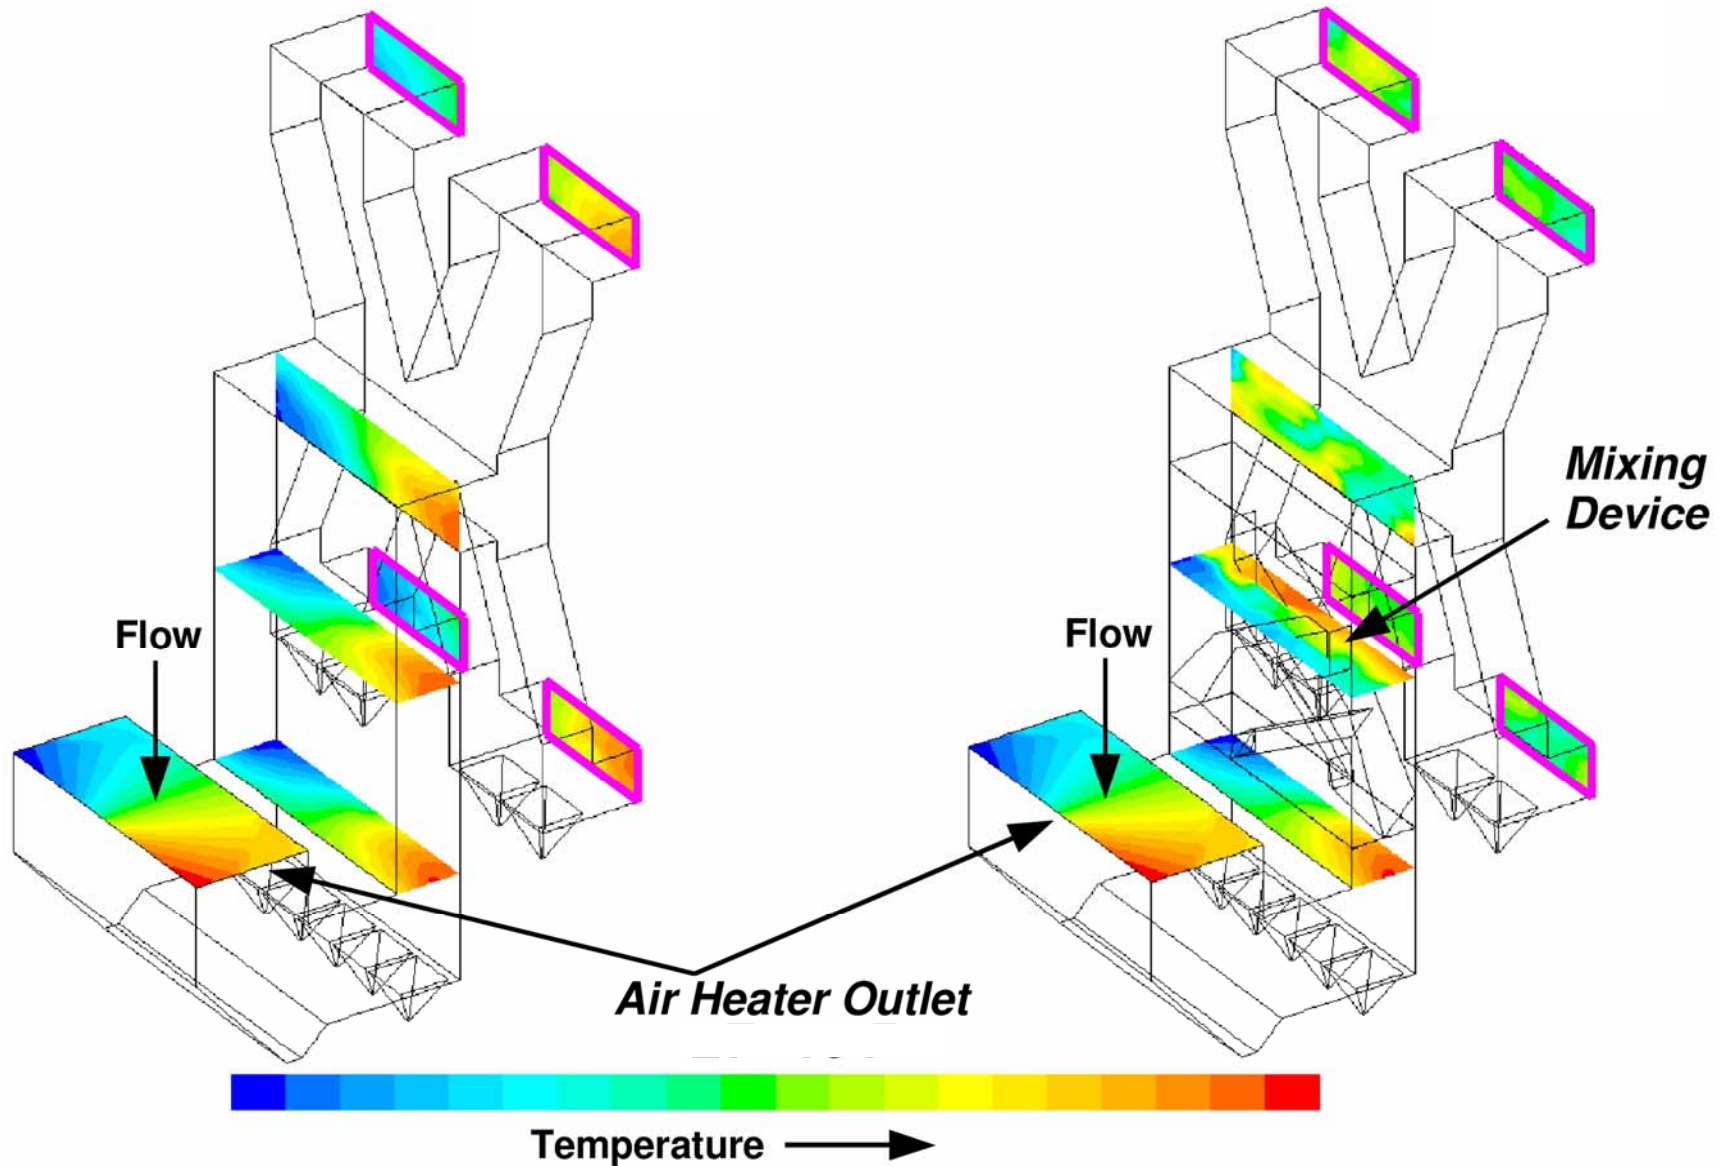 Mixing
Device
Flow
Flow
Air Heater Outlet
Temperature